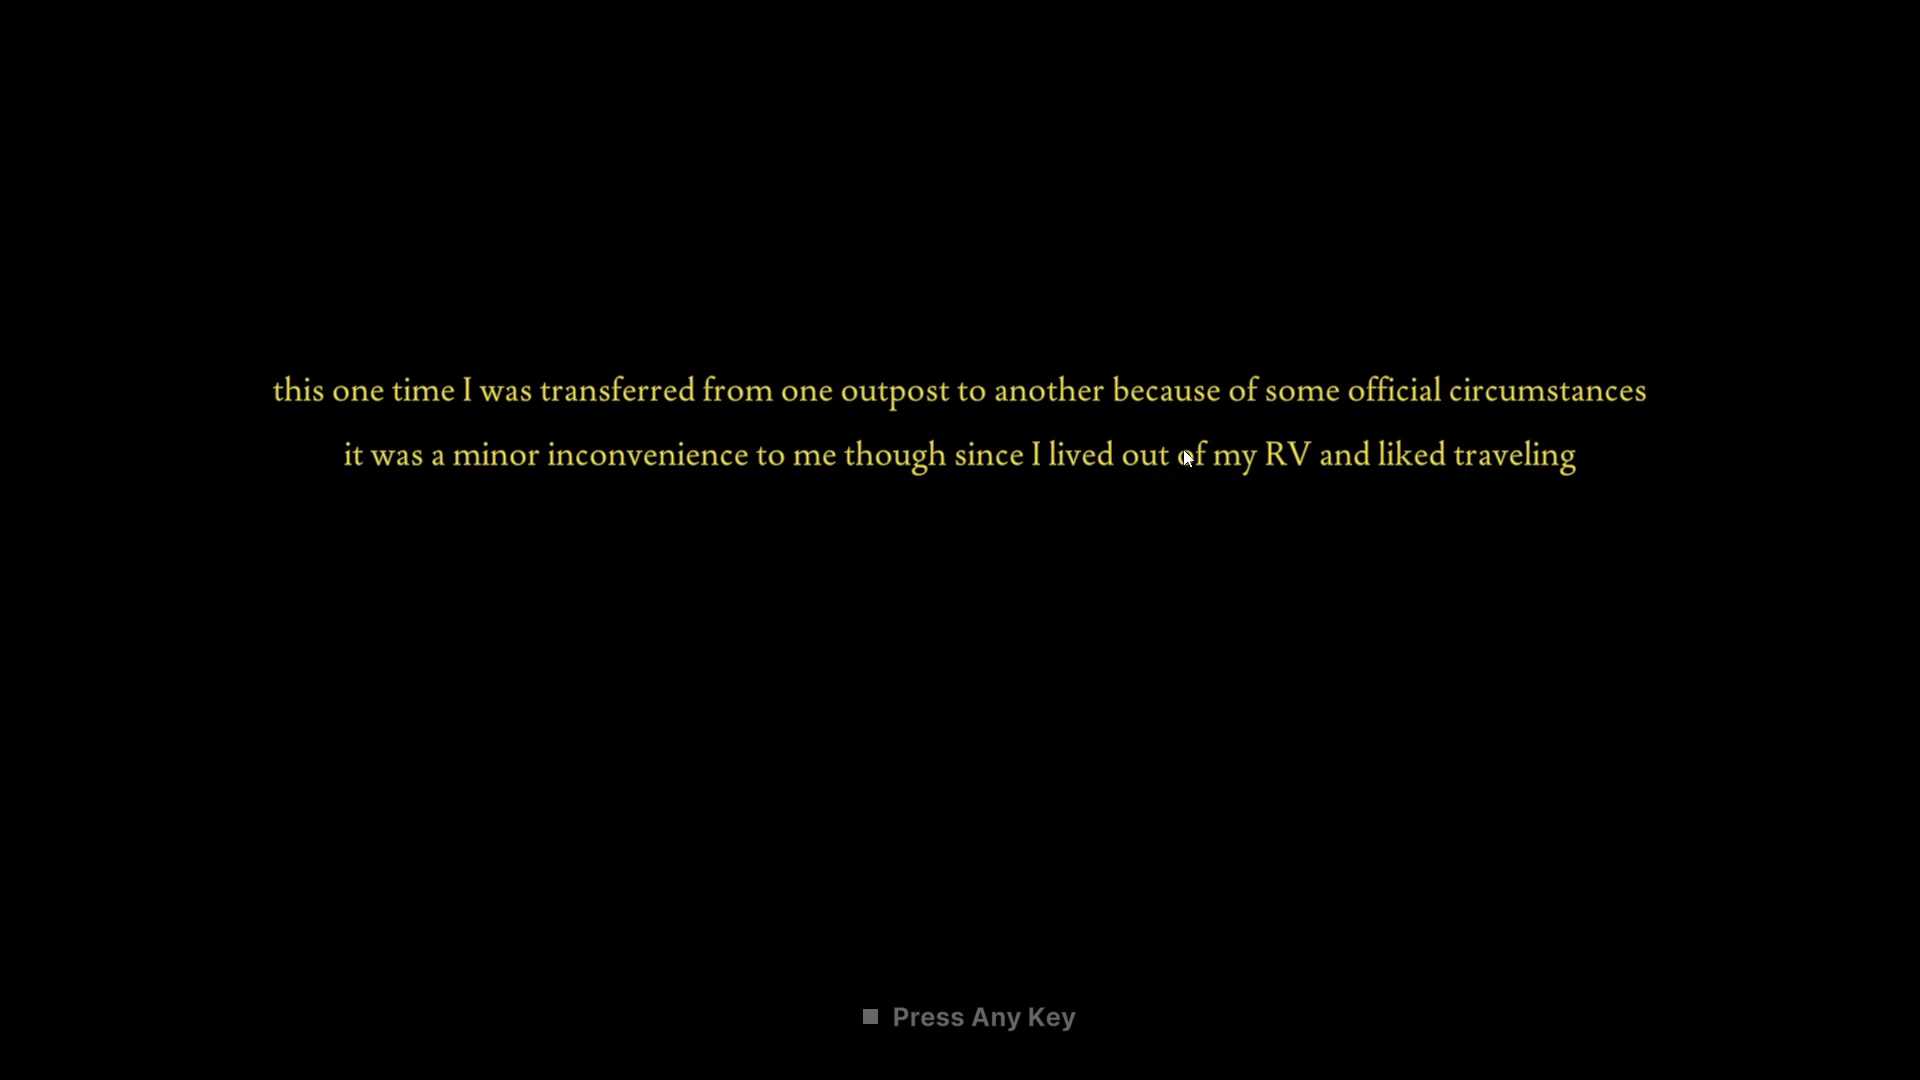 this one time I was transferred from one outpost to another because of some official circumstances
it was a minor inconvenience to me though since I lived out of my RV and liked traveling
Press Any Key